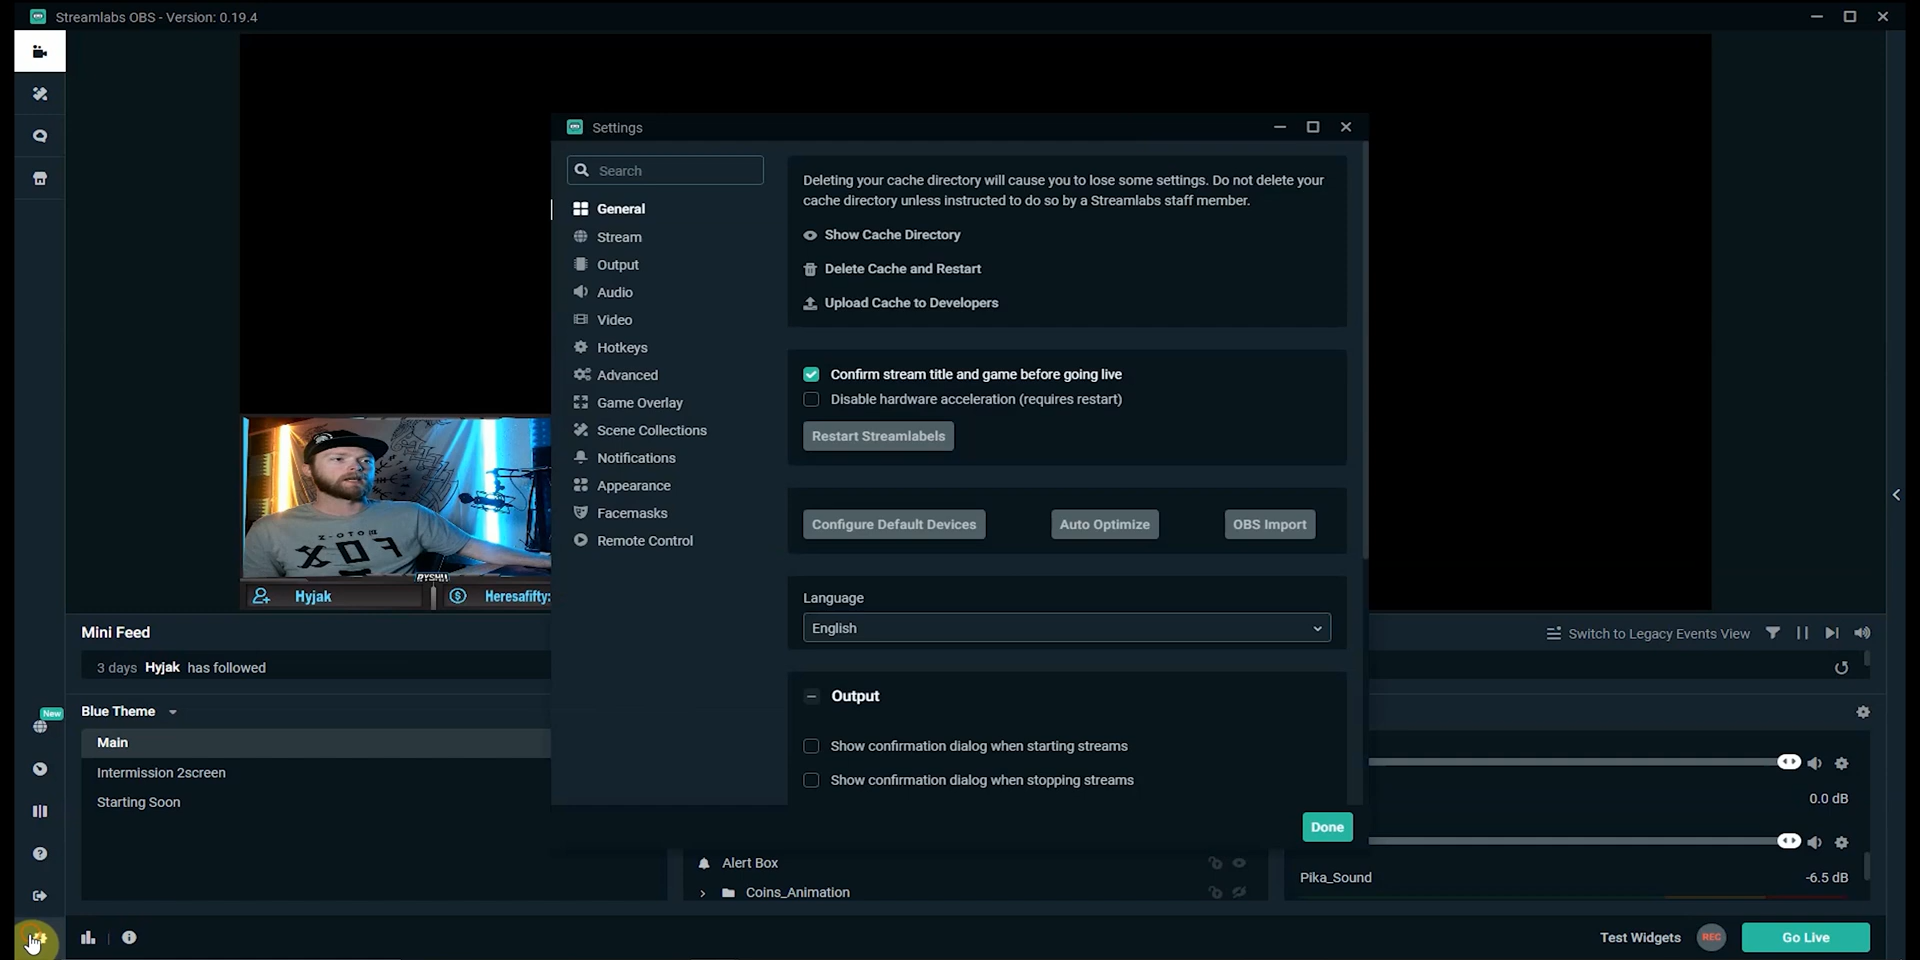 Streamlabs OBS - Version: 0.19.4
Settings
Search
General
Stream
Output
Audio
Video
Hotkeys
Advanced
Game Overlay
Scene Collections
Notifications
Appearance
Facemasks
Remote Control
Deleting your cache directory will cause you to lose some settings. Do not delete your
cache directory unless instructed to do so by a Streamlabs staff member.
Show Cache Directory
Delete Cache and Restart
Upload Cache to Developers
Confirm stream title and game before going live
Disable hardware acceleration (requires restart)
Restart Streamlabels
Configure Default Devices
Auto Optimize
OBS Import
Language
English
Output
Show confirmation dialog when starting streams
Show confirmation dialog when stopping streams
Done
FOX
Hyjak
Heresafifty:
Mini Feed
Switch to Legacy Events View
3 days Hyjak has followed
New
Blue Theme
Main
Intermission 2screen
Starting Soon
Alert Box
Coins_Animation
0.0 dB
Pika_Sound
-6.5 dB
Test Widgets
REC
Go Live